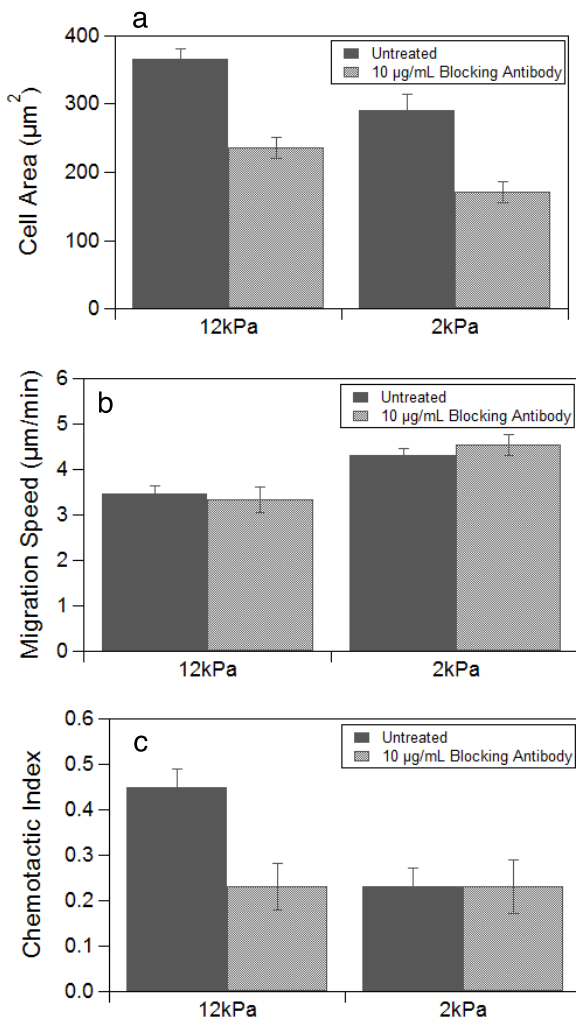 a
400
300
200
100
0
Cell Area (µm²)
Untreated
10 µg/mL Blocking Antibody
12kPa 2kPa
b
6
5
4
3
2
1
0
Migration Speed (µm/min)
Untreated
10 µg/mL Blocking Antibody
12kPa 2kPa
c
0.6
0.5
0.4
0.3
0.2
0.1
0.0
Chemotactic Index
Untreated
10 µg/mL Blocking Antibody
12kPa 2kPa